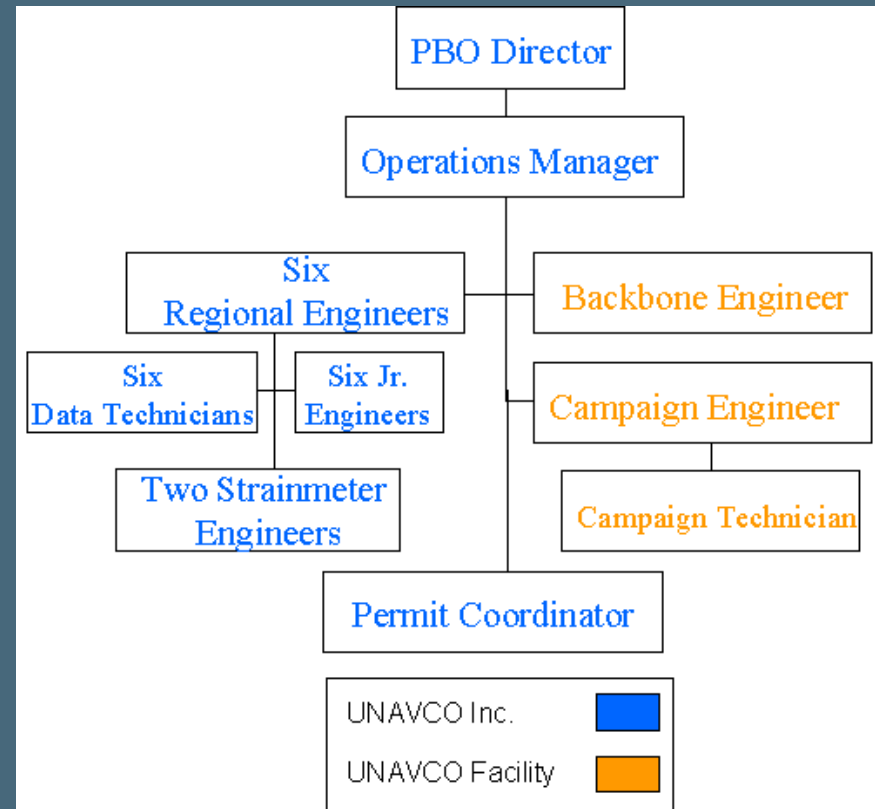 PBO Director
Operations Manager
Six
Regional Engineers
Backbone Engineer
Six
Data Technicians
Six Jr.
Engineers
Campaign Engineer
Two Strainmeter
Engineers
Campaign Technician
Permit Coordinator
UNAVCO Inc.
UNAVCO Facility